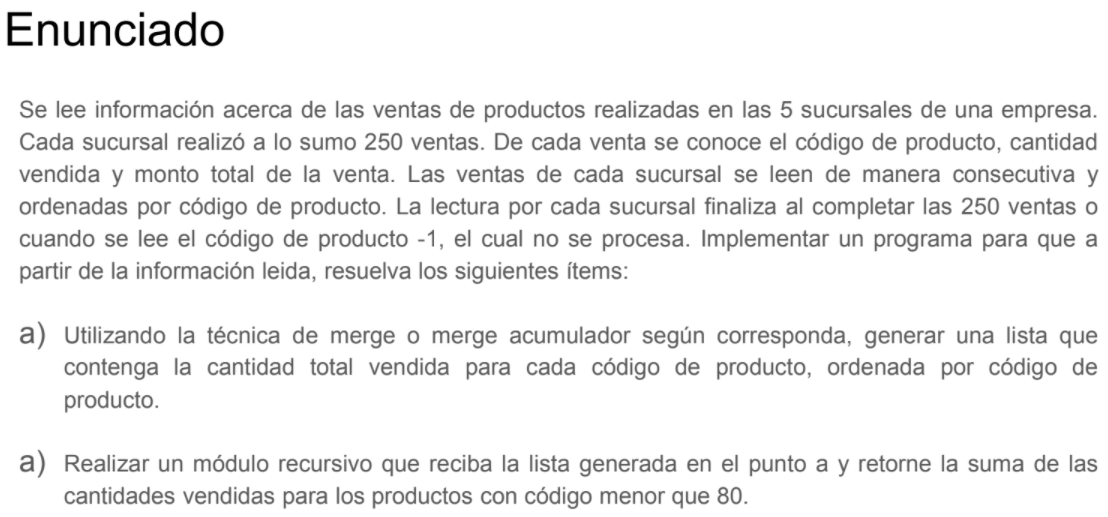 Enunciado
Se lee información acerca de las ventas de productos realizadas en las 5 sucursales de una empresa.
Cada sucursal realizó a lo sumo 250 ventas. De cada venta se conoce el código de producto, cantidad
vendida y monto total de la venta. Las ventas de cada sucursal se leen de manera consecutiva y
ordenadas por código de producto. La lectura por cada sucursal finaliza al completar las 250 ventas o
cuando se lee el código de producto -1, el cual no se procesa. Implementar un programa para que a
partir de la información leida, resuelva los siguientes ítems:
a) Utilizando la técnica de merge o merge acumulador según corresponda, generar una lista que
contenga la cantidad total vendida para cada código de producto, ordenada por código de
producto.
a) Realizar un módulo recursivo que reciba la lista generada en el punto a y retorne la suma de las
cantidades vendidas para los productos con código menor que 80.